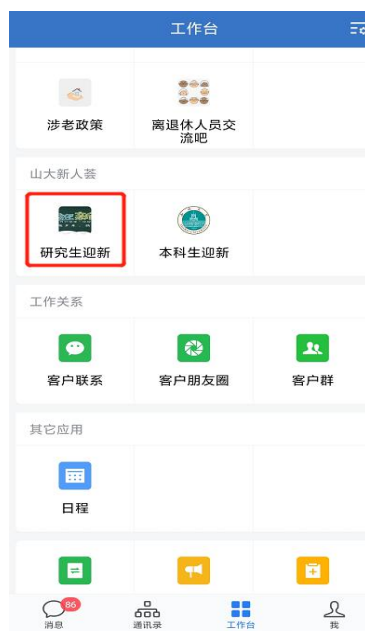 工作台
涉老政策
离退休人员交
流吧
山大新人荟
研究生迎新
本科生迎新
工作关系
客户联系
客户朋友圈
客户群
其它应用
日程
86
消息
通讯录
工作台
我